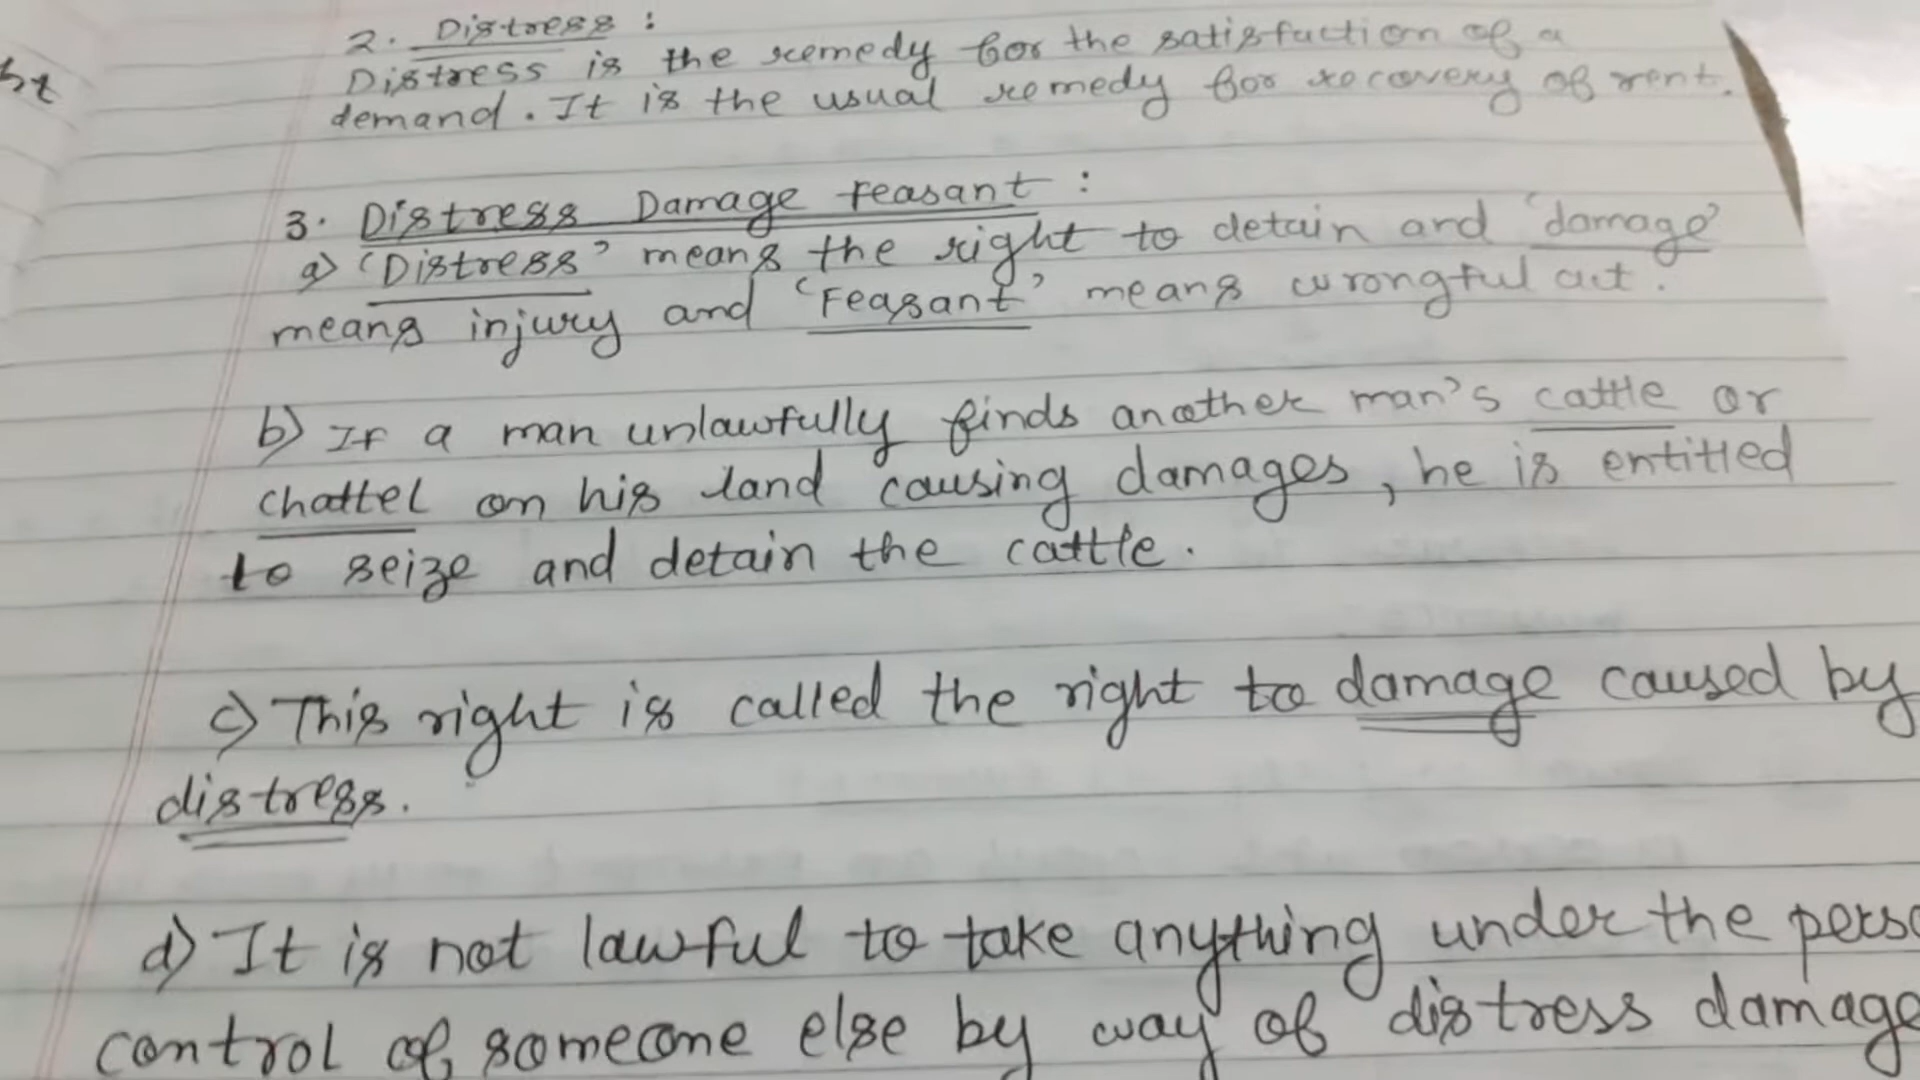 2. Distress :
Distress is the remedy for the satisfaction of a
demand. It is the usual remedy for recovery of rent.
3. Distress Damage feasant :
a) 'Distress' means the right to detain and 'damage'
means injury and 'Feasant' means wrongful act.
b) If a man unlawfully finds another man's cattle or
chattel on his land causing damages, he is entitled
to seize and detain the cattle.
c) This right is called the right to damage caused by
distress.
d) It is not lawful to take anything under the
control of someone else by way of distress damage